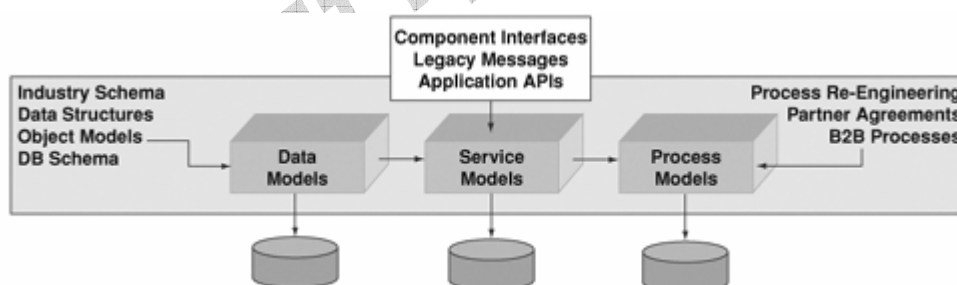 Component Interfaces
Legacy Messages
Application APIs
Industry Schema
Data Structures
Object Models
DB Schema
Process Re-Engineering
Partner Agreements
B2B Processes
Data
Models
Service
Models
Process
Models